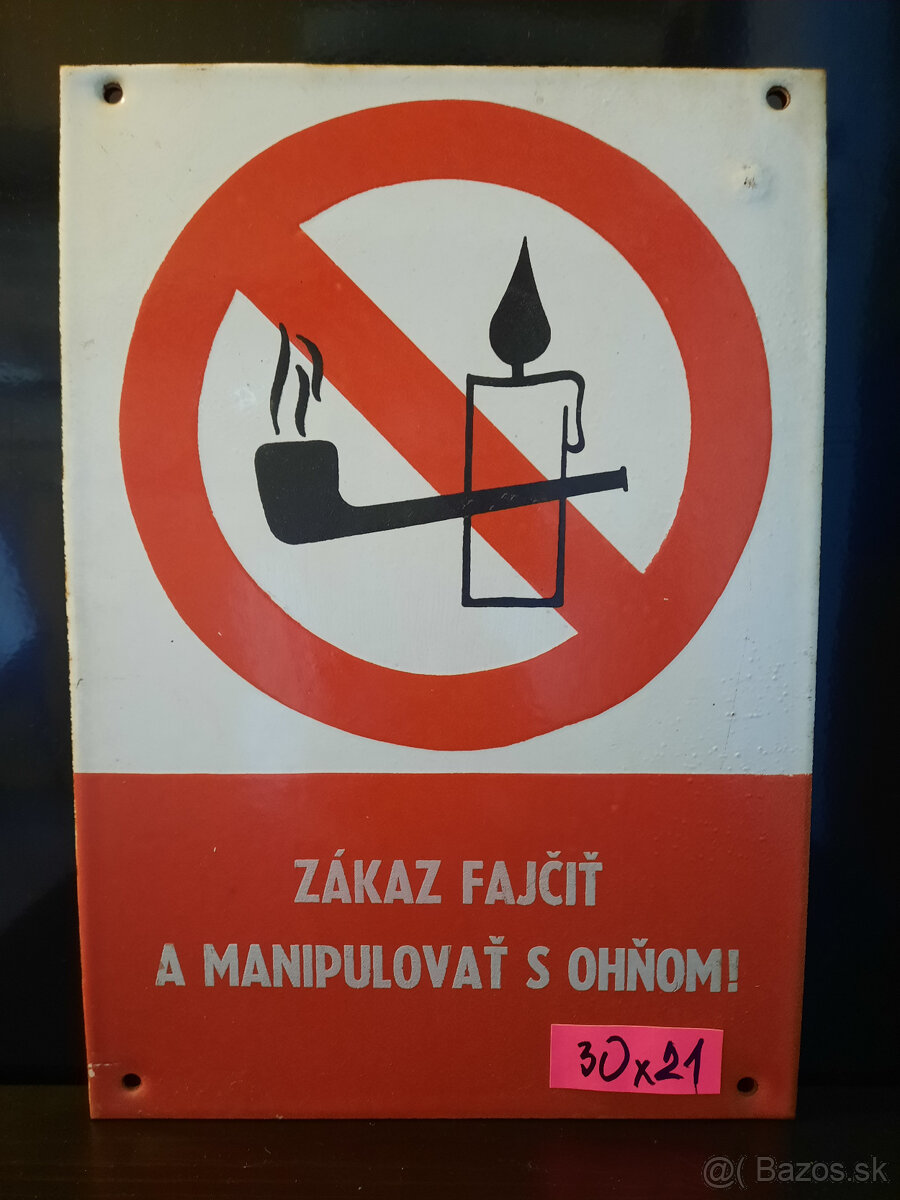 ZÁKAZ FAJČIŤ
A MANIPULOVAŤ S OHŇOM!
30x21
@( Bazos.sk